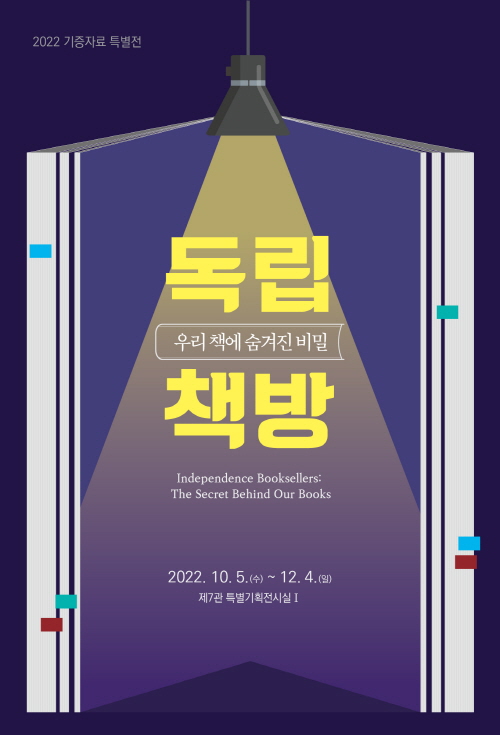 2022 기증자료 특별전
독립
우리 책에 숨겨진 비밀
책방
Independence Booksellers:
The Secret Behind Our Books
2022. 10. 5.(수) ~ 12. 4.(일)
제7관 특별기획전시실 I